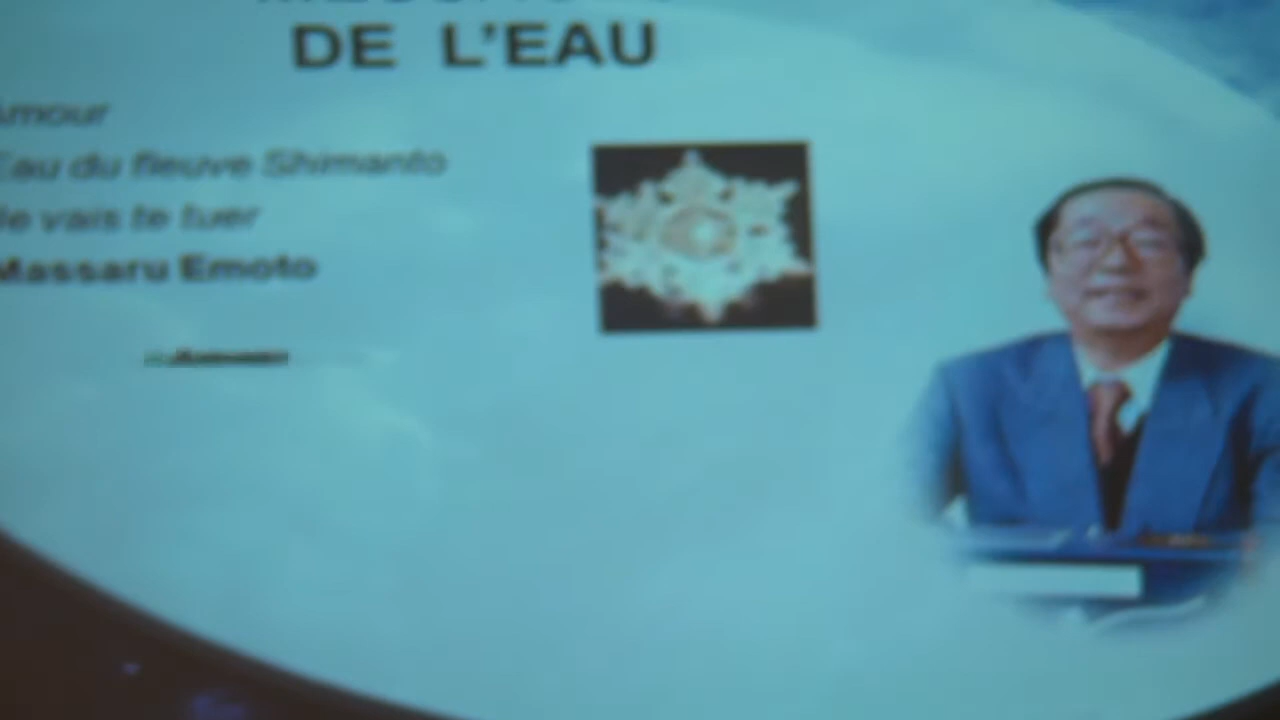 DE L'EAU
Amour
Eau du fleuve Shimanto
Je vais te tuer
Massaru Emoto